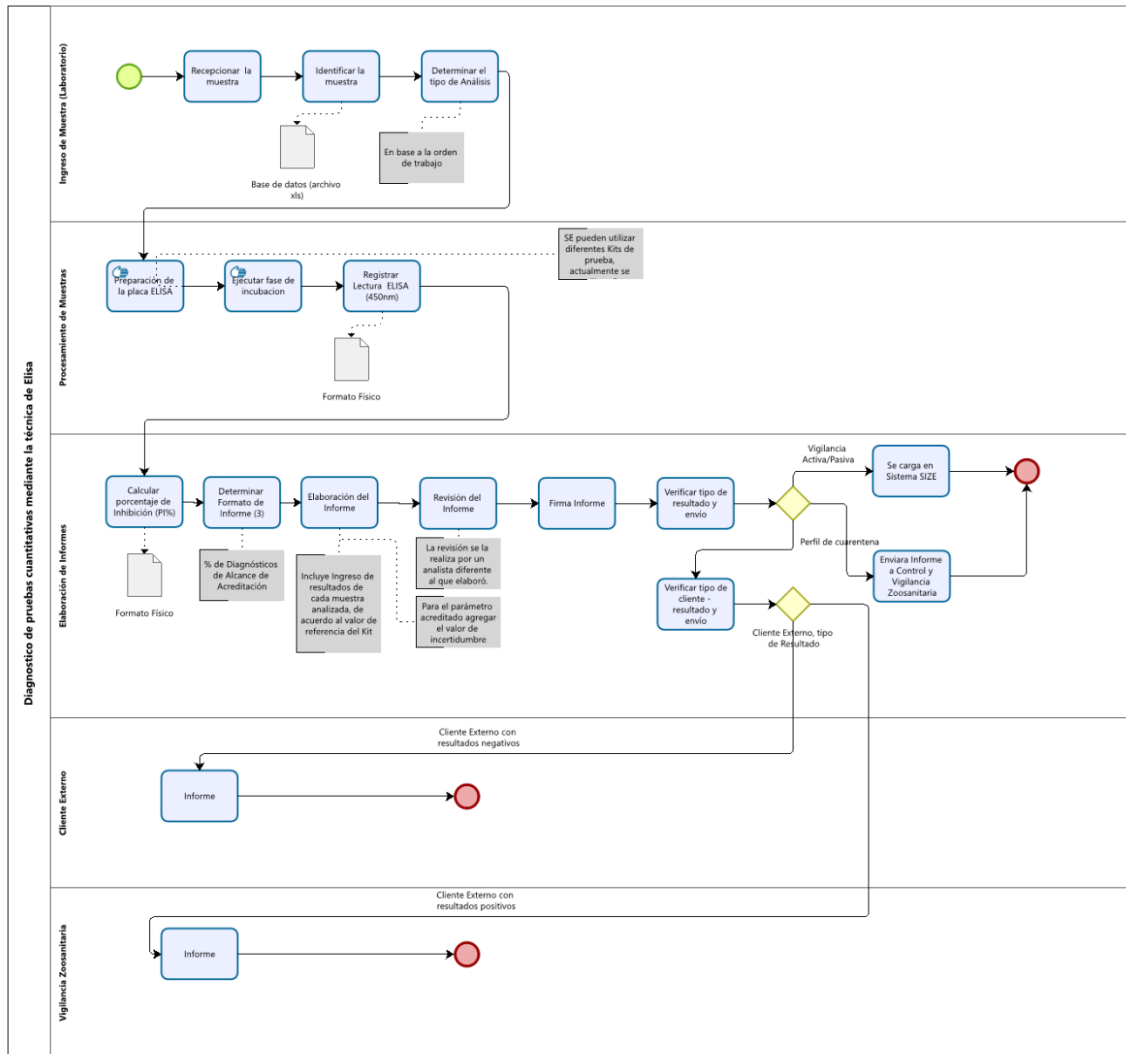 Diagnostico de pruebas cuantitativas mediante la técnica de Elisa
Ingreso de Muestra (Laboratorio)
Recepcionar la
muestra
Identificar la
muestra
Determinar el
tipo de Análisis
En base a la orden
de trabajo
Base de datos (archivo
xls)
Procesamiento de Muestras
SE pueden utilizar
diferentes Kits de
prueba,
actualmente se
Preparación de
la placa ELISA
Ejecutar fase de
incubacion
Registrar
Lectura ELISA
(450nm)
Formato Físico
Elaboración de Informes
Calcular
porcentaje de
Inhibición (PI%)
Determinar
Formato de
Informe (3)
Elaboración del
Informe
Revisión del
Informe
Firma Informe
Verificar tipo de
resultado y
envío
Vigilancia
Activa/Pasiva
Se carga en
Sistema SIZE
Perfil de cuarentena
Enviara Informe
a Control y
Vigilancia
Zoosanitaria
Formato Físico
% de Diagnósticos
de Alcance de
Acreditación
Incluye Ingreso de
resultados de
cada muestra
analizada, de
acuerdo al valor de
referencia del Kit
La revisión se la
realiza por un
analista diferente
al que elaboró.
Para el parámetro
acreditado agregar
el valor de
incertidumbre
Verificar tipo de
cliente -
resultado y
envío
Cliente Externo, tipo
de Resultado
Cliente Externo
Cliente Externo con
resultados negativos
Informe
Vigilancia Zoosanitaria
Cliente Externo con
resultados positivos
Informe